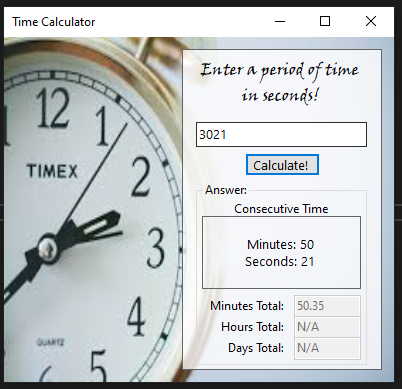 Time Calculator
Enter a period of time
in seconds!
3021
Calculate!
Answer:
Consecutive Time
Minutes: 50
Seconds: 21
Minutes Total: 50.35
Hours Total: N/A
Days Total: N/A
12
1
2
3
4
5
TIMEX
QUARTZ